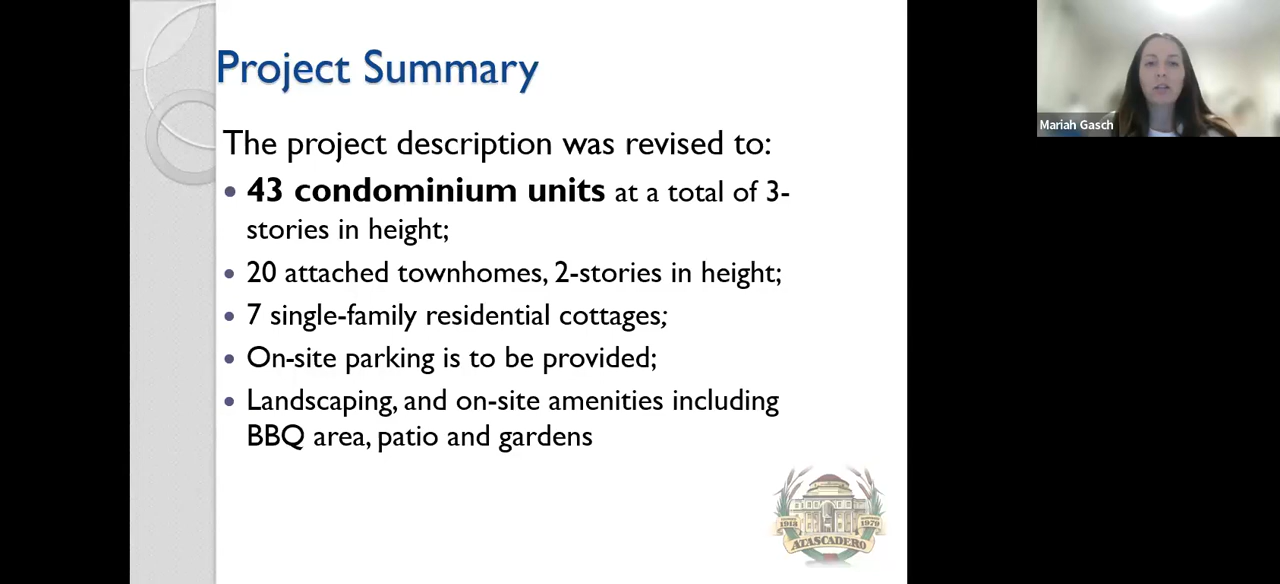 Project Summary
Mariah Gasch
The project description was revised to:
43 condominium units at a total of 3-
stories in height;
20 attached townhomes, 2-stories in height;
7 single-family residential cottages;
On-site parking is to be provided;
Landscaping, and on-site amenities including
BBQ area, patio and gardens
1913
1979
ATASCADERO